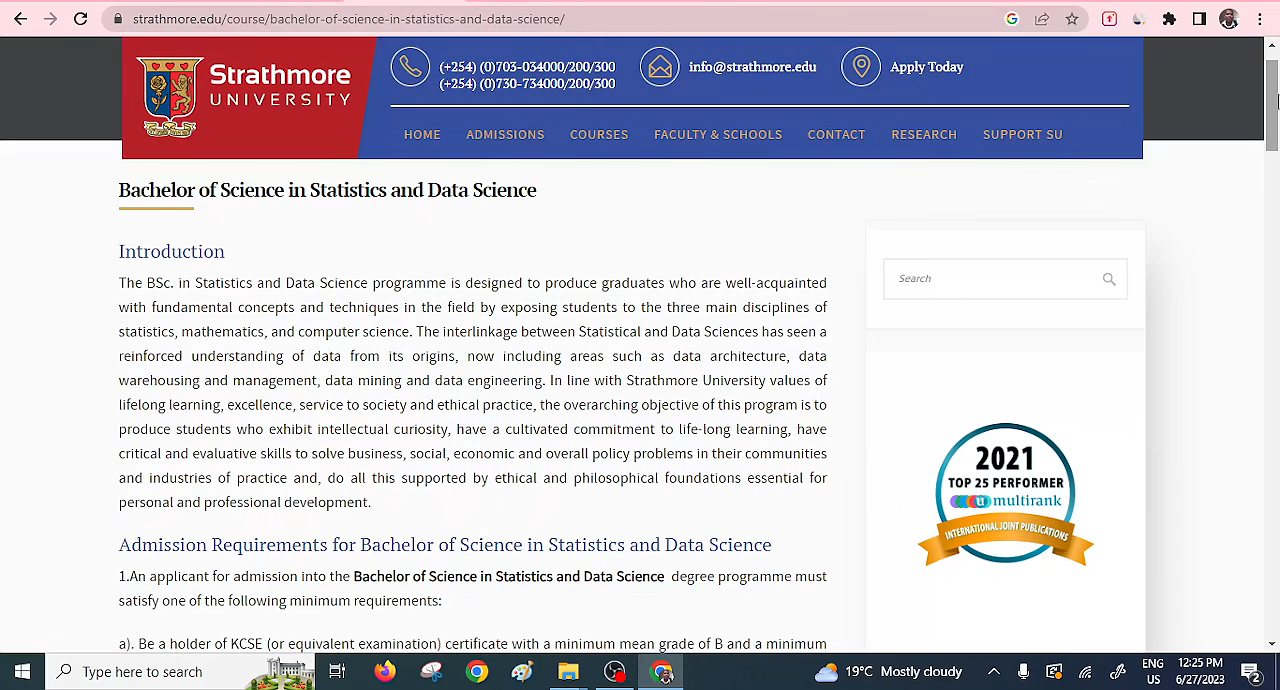 strathmore.edu/course/bachelor-of-science-in-statistics-and-data-science/
Strathmore
UNIVERSITY
(+254) (0)703-034000/200/300
(+254) (0)730-734000/200/300
info@strathmore.edu
Apply Today
HOME ADMISSIONS COURSES FACULTY & SCHOOLS CONTACT RESEARCH SUPPORT SU
Bachelor of Science in Statistics and Data Science
Introduction
The BSc. in Statistics and Data Science programme is designed to produce graduates who are well-acquainted
with fundamental concepts and techniques in the field by exposing students to the three main disciplines of
statistics, mathematics, and computer science. The interlinkage between Statistical and Data Sciences has seen a
reinforced understanding of data from its origins, now including areas such as data architecture, data
warehousing and management, data mining and data engineering. In line with Strathmore University values of
lifelong learning, excellence, service to society and ethical practice, the overarching objective of this program is to
produce students who exhibit intellectual curiosity, have a cultivated commitment to life-long learning, have
critical and evaluative skills to solve business, social, economic and overall policy problems in their communities
and industries of practice and, do all this supported by ethical and philosophical foundations essential for
personal and professional development.
Admission Requirements for Bachelor of Science in Statistics and Data Science
1.An applicant for admission into the Bachelor of Science in Statistics and Data Science degree programme must
satisfy one of the following minimum requirements:
a). Be a holder of KCSE (or equivalent examination) certificate with a minimum mean grade of B and a minimum
Search
2021
TOP 25 PERFORMER
u multirank
INTERNATIONAL JOINT PUBLICATIONS
Type here to search
19°C Mostly cloudy
ENG
US
12:25 PM
6/27/2023
2